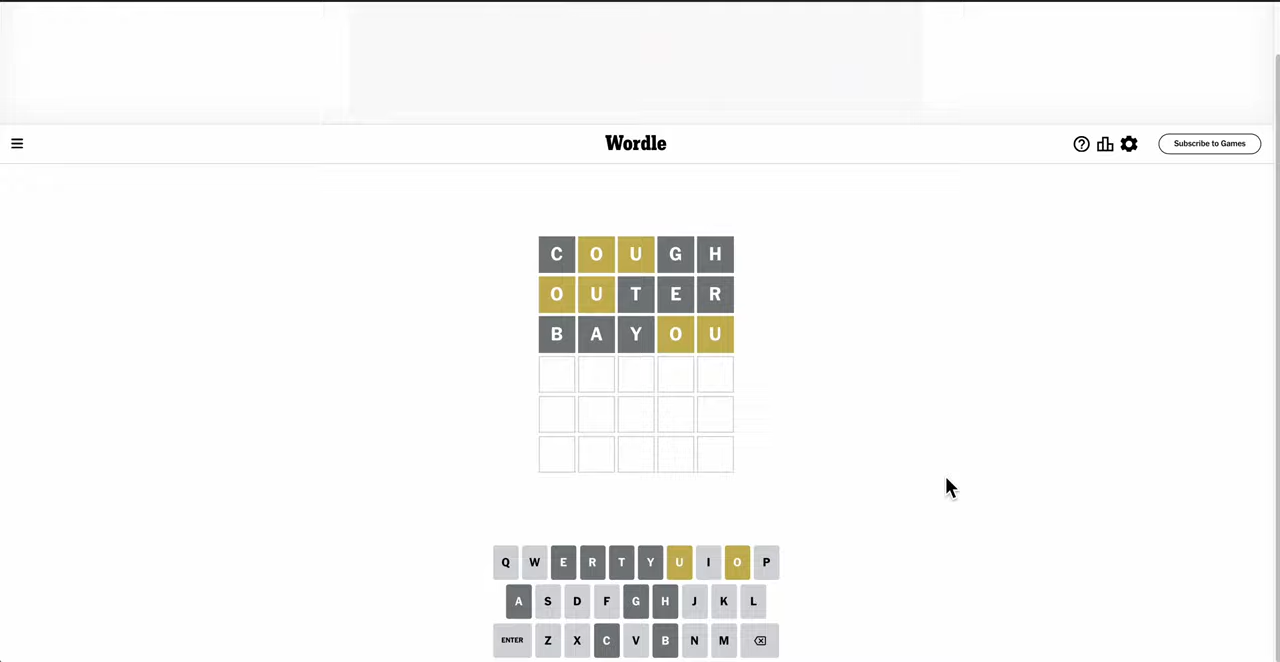 Wordle
Subscribe to Games
C O U G H
O U T E R
B A Y O U
Q W E R T Y U I O P
A S D F G H J K L
ENTER Z X C V B N M